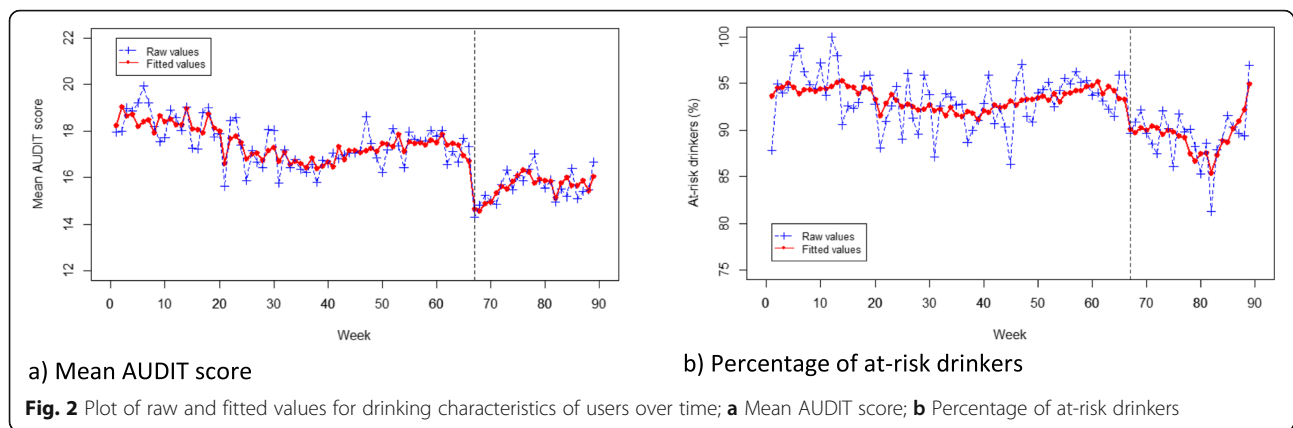 22
20
18
16
14
12
Mean AUDIT score
Raw values
Fitted values
0 10 20 30 40 50 60 70 80 90
Week
a) Mean AUDIT score
100
95
90
85
80
75
At-risk drinkers (%)
Raw values
Fitted values
0 10 20 30 40 50 60 70 80 90
Week
b) Percentage of at-risk drinkers
Fig. 2 Plot of raw and fitted values for drinking characteristics of users over time; a Mean AUDIT score; b Percentage of at-risk drinkers